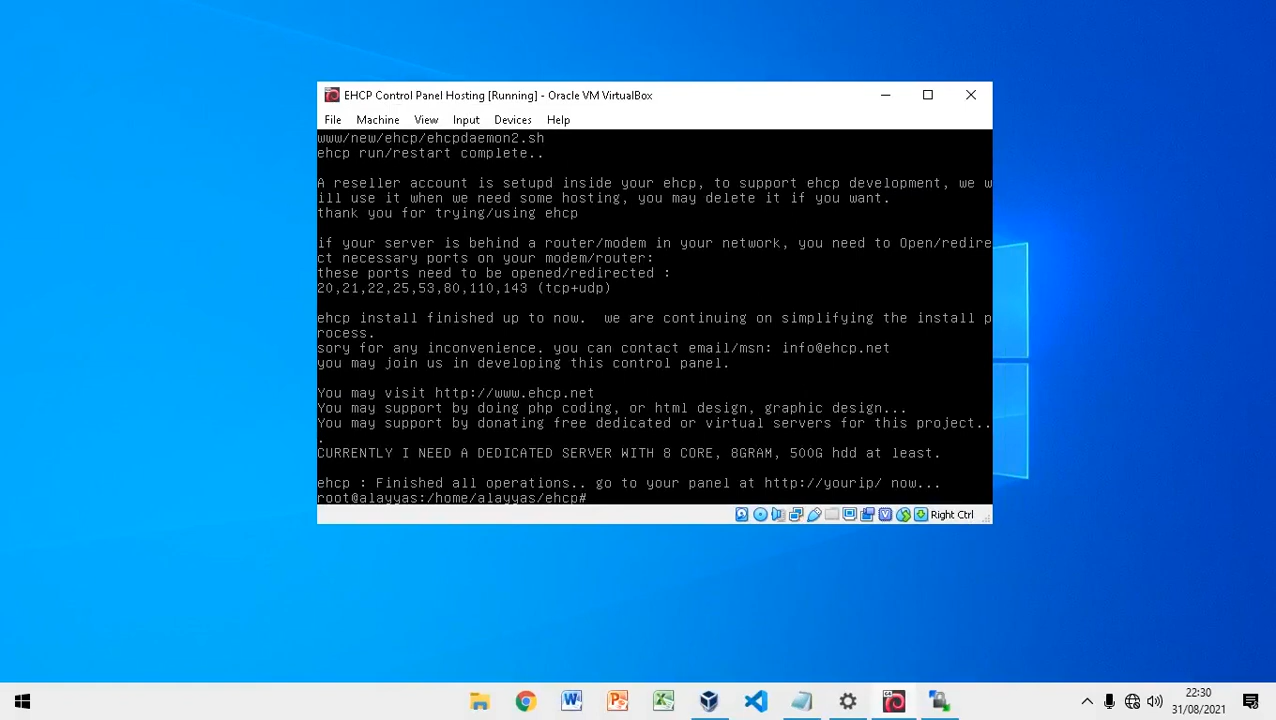 EHCP Control Panel Hosting [Running] - Oracle VM VirtualBox
File Machine View Input Devices Help
www/new/ehcp/ehcpdaemon2.sh
ehcp run/restart complete..
A reseller account is setupd inside your ehcp, to support ehcp development, we w
ill use it when we need some hosting, you may delete it if you want.
thank you for trying/using ehcp
if your server is behind a router/modem in your network, you need to Open/redire
ct necessary ports on your modem/router:
these ports need to be opened/redirected :
20,21,22,25,53,80,110,143 (tcp+udp)
ehcp install finished up to now.  we are continuing on simplifying the install p
rocess.
sory for any inconvenience. you can contact email/msn: info@ehcp.net
you may join us in developing this control panel.
You may visit http://www.ehcp.net
You may support by doing php coding, or html design, graphic design...
You may support by donating free dedicated or virtual servers for this project..
.
CURRENTLY I NEED A DEDICATED SERVER WITH 8 CORE, 8GRAM, 500G hdd at least.
ehcp : Finished all operations.. go to your panel at http://yourip/ now...
root@alayyas:/home/alayyas/ehcp#
Right Ctrl
22:30
31/08/2021